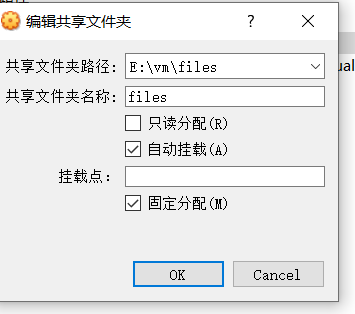 编辑共享文件夹
共享文件夹路径： E:\vm\files
共享文件夹名称： files
只读分配(R)
自动挂载(A)
挂载点：
固定分配(M)
OK Cancel